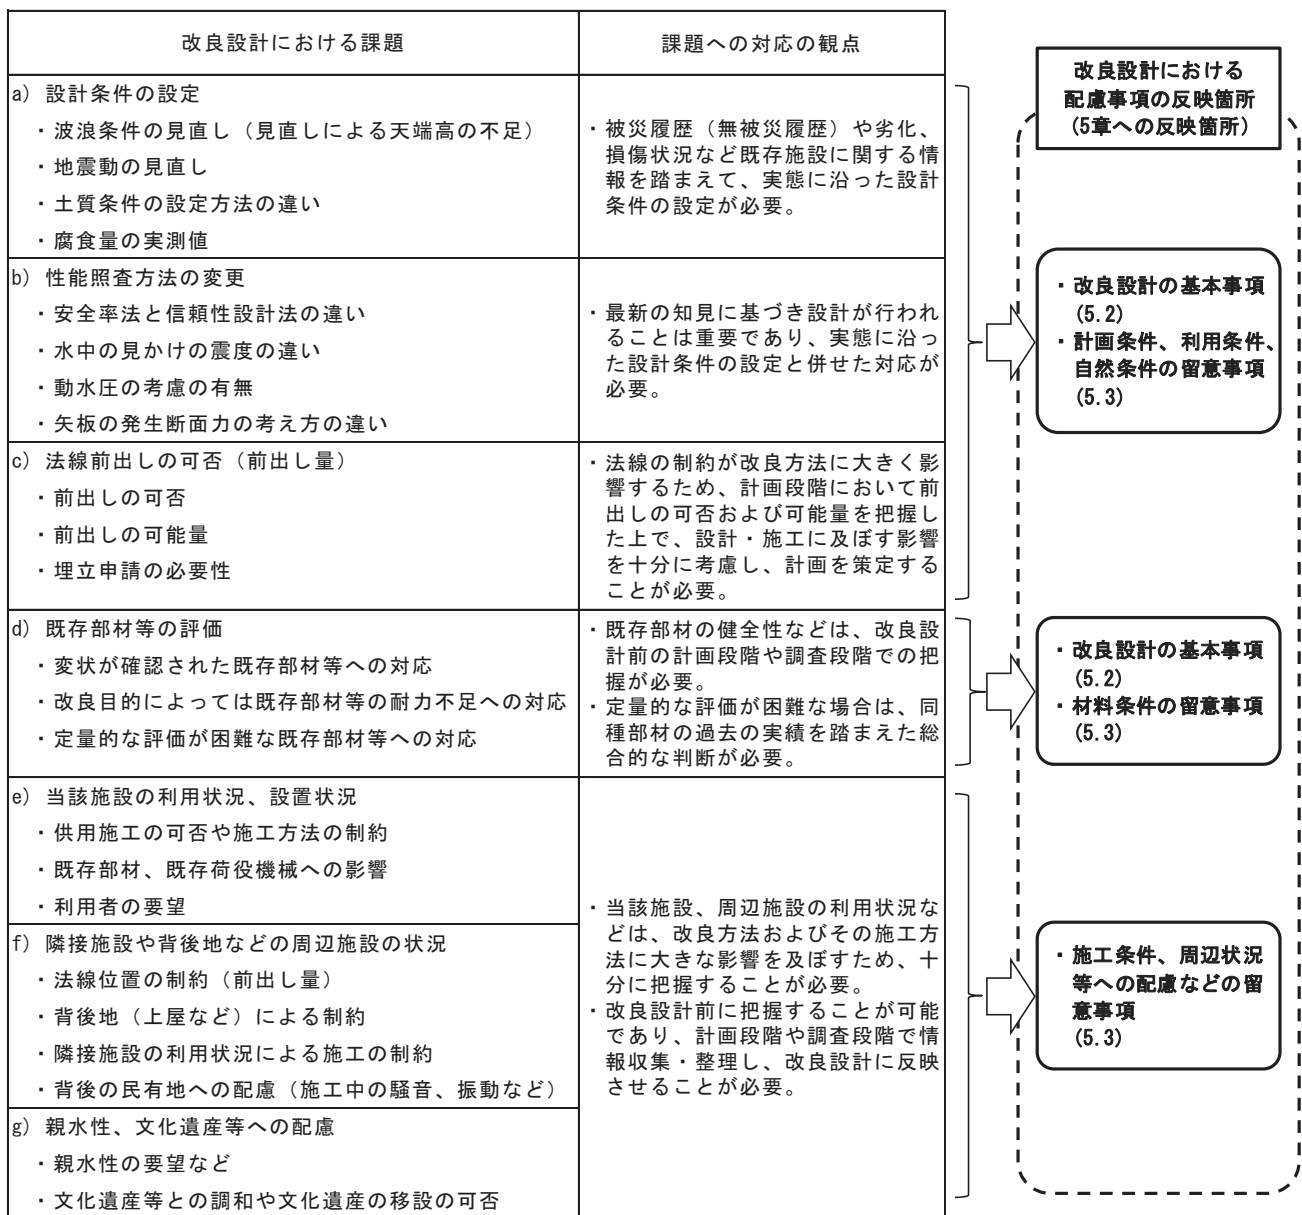 改良設計における課題
課題への対応の観点
a) 設計条件の設定
・波浪条件の見直し（見直しによる天端高の不足）
・地震動の見直し
・土質条件の設定方法の違い
・腐食量の実測値
・被災履歴（無被災履歴）や劣化、
損傷状況など既存施設に関する情
報を踏まえて、実態に沿った設計
条件の設定が必要。
b) 性能照査方法の変更
・安全率法と信頼性設計法の違い
・水中の見かけの震度の違い
・動水圧の考慮の有無
・矢板の発生断面力の考え方の違い
・最新の知見に基づき設計が行われ
ることは重要であり、実態に沿っ
た設計条件の設定と併せた対応が
必要。
c) 法線前出しの可否（前出し量）
・前出しの可否
・前出しの可能量
・埋立申請の必要性
・法線の制約が改良方法に大きく影
響するため、計画段階において前
出しの可否および可能量を把握し
た上で、設計・施工に及ぼす影響
を十分に考慮し、計画を策定する
ことが必要。
d) 既存部材等の評価
・変状が確認された既存部材等への対応
・改良目的によっては既存部材等の耐力不足への対応
・定量的な評価が困難な既存部材等への対応
・既存部材の健全性などは、改良設
計前の計画段階や調査段階での把
握が必要。
・定量的な評価が困難な場合は、同
種部材の過去の実績を踏まえた総
合的な判断が必要。
e) 当該施設の利用状況、設置状況
・供用施工の可否や施工方法の制約
・既存部材、既存荷役機械への影響
・利用者の要望
f) 隣接施設や背後地などの周辺施設の状況
・法線位置の制約（前出し量）
・背後地（上屋など）による制約
・隣接施設の利用状況による施工の制約
・背後の民有地への配慮（施工中の騒音、振動など）
g) 親水性、文化遺産等への配慮
・親水性の要望など
・文化遺産等との調和や文化遺産の移設の可否
・当該施設、周辺施設の利用状況な
どは、改良方法およびその施工方
法に大きな影響を及ぼすため、十
分に把握することが必要。
・改良設計前に把握することが可能
であり、計画段階や調査段階で情
報収集・整理し、改良設計に反映
させることが必要。
改良設計における
配慮事項の反映箇所
(5章への反映箇所)
・改良設計の基本事項
(5.2)
・計画条件、利用条件、
自然条件の留意事項
(5.3)
・改良設計の基本事項
(5.2)
・材料条件の留意事項
(5.3)
・施工条件、周辺状況
等への配慮などの留
意事項
(5.3)